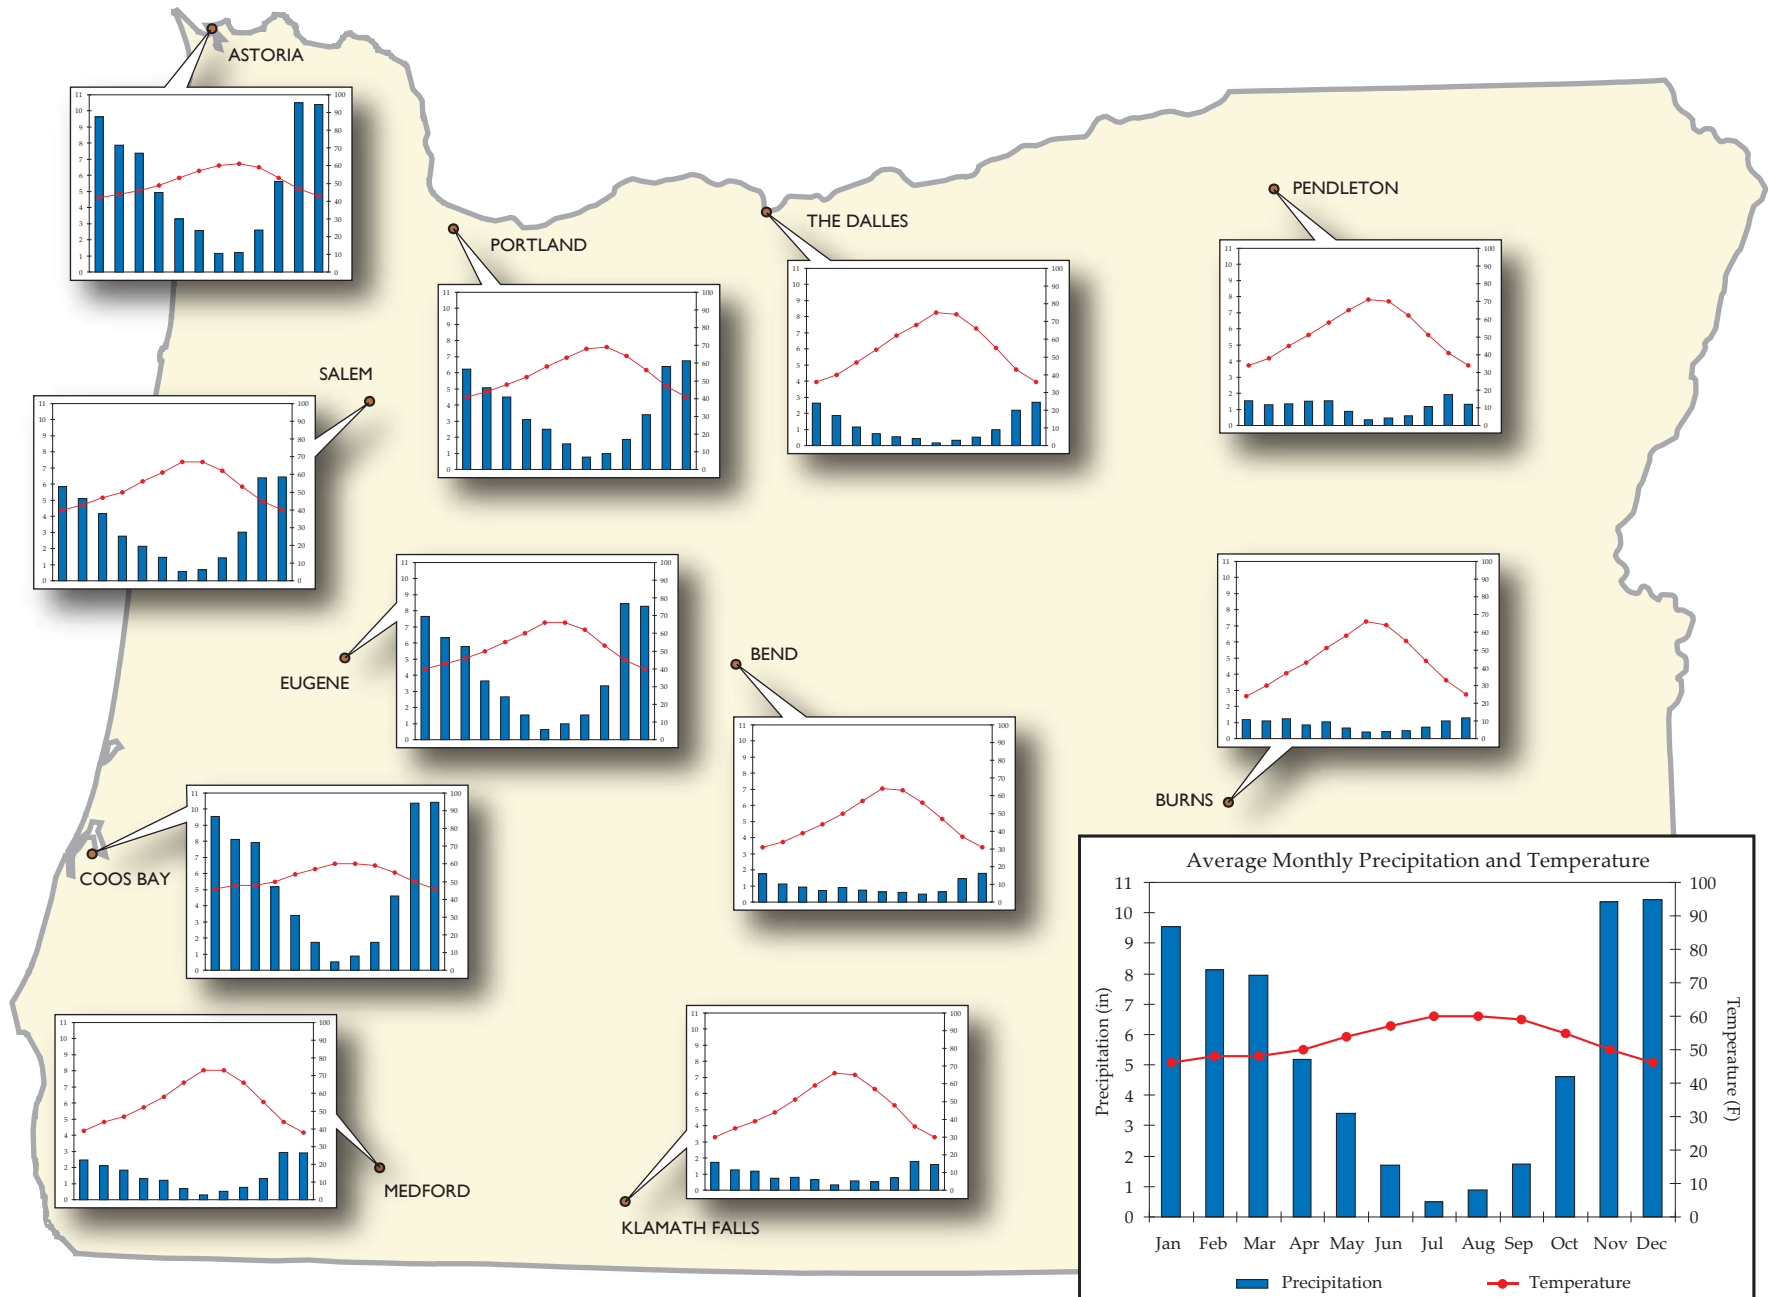 ASTORIA
PORTLAND
THE DALLES
PENDLETON
SALEM
EUGENE
BEND
BURNS
COOS BAY
MEDFORD
KLAMATH FALLS
Average Monthly Precipitation and Temperature
Precipitation (in)
11
10
9
8
7
6
5
4
3
2
1
0
Temperature (F)
100
90
80
70
60
50
40
30
20
10
0
Jan Feb Mar Apr May Jun Jul Aug Sep Oct Nov Dec
Precipitation Temperature